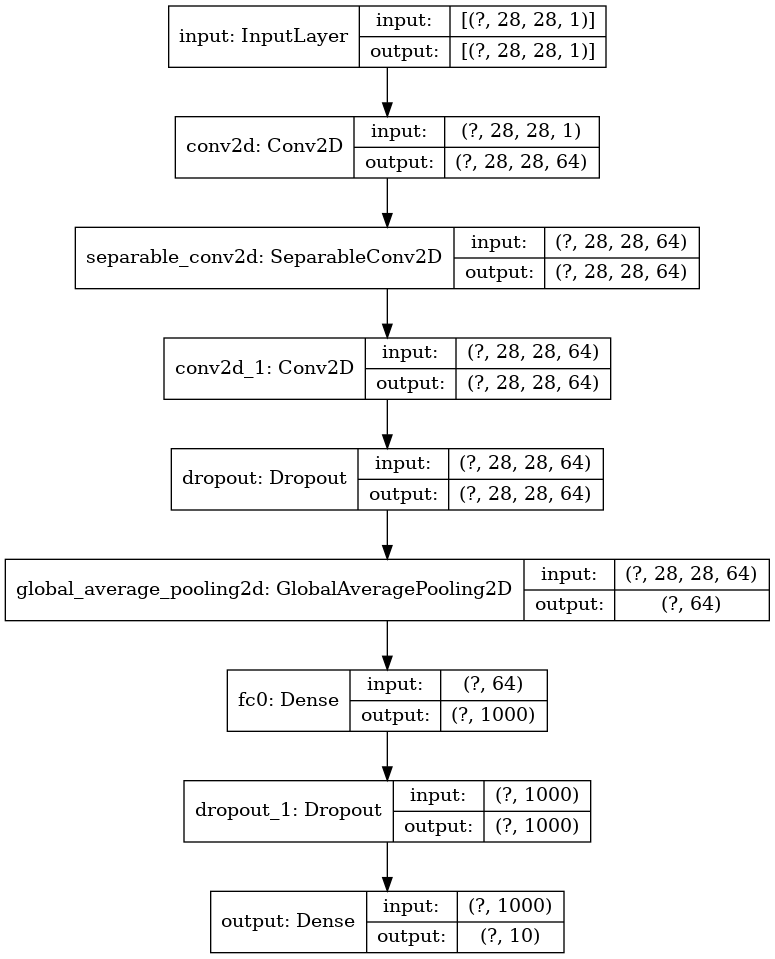 input: InputLayer
input:
[(?, 28, 28, 1)]
output:
[(?, 28, 28, 1)]
conv2d: Conv2D
input:
(?, 28, 28, 1)
output:
(?, 28, 28, 64)
separable_conv2d: SeparableConv2D
input:
(?, 28, 28, 64)
output:
(?, 28, 28, 64)
conv2d_1: Conv2D
input:
(?, 28, 28, 64)
output:
(?, 28, 28, 64)
dropout: Dropout
input:
(?, 28, 28, 64)
output:
(?, 28, 28, 64)
global_average_pooling2d: GlobalAveragePooling2D
input:
(?, 28, 28, 64)
output:
(?, 64)
fc0: Dense
input:
(?, 64)
output:
(?, 1000)
dropout_1: Dropout
input:
(?, 1000)
output:
(?, 1000)
output: Dense
input:
(?, 1000)
output:
(?, 10)